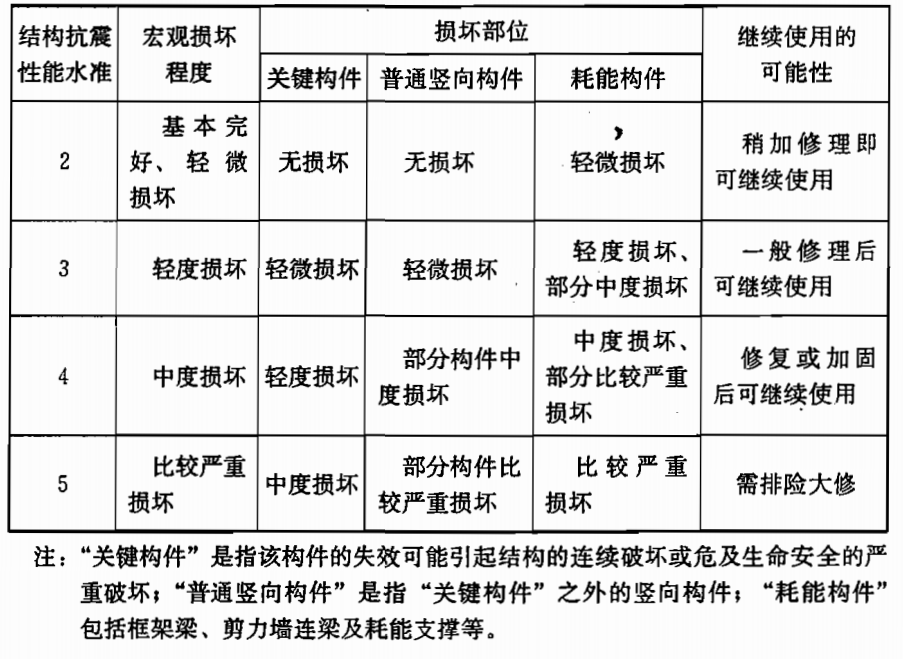 结构抗震 宏观损坏 损坏部位 继续使用的
性能水准 程度 关键构件 普通竖向构件 耗能构件 可能性
基本完
2 好、轻微 无损坏 无损坏 轻微损坏 稍加修理即
损坏 可继续使用
3 轻度损坏 轻微损坏 轻微损坏 轻度损坏、 一般修理后
部分中度损坏 可继续使用
中度损坏、
4 中度损坏 轻度损坏 部分构件中 部分比较严重 修复或加固
度损坏 损坏 后可继续使用
5 比较严重 中度损坏 部分构件比 比较严重 需排险大修
损坏 较严重损坏 损坏
注：“关键构件”是指该构件的失效可能引起结构的连续破坏或危及生命安全的严
重破坏；“普通竖向构件”是指“关键构件”之外的竖向构件；“耗能构件”
包括框架梁、剪力墙连梁及耗能支撑等。